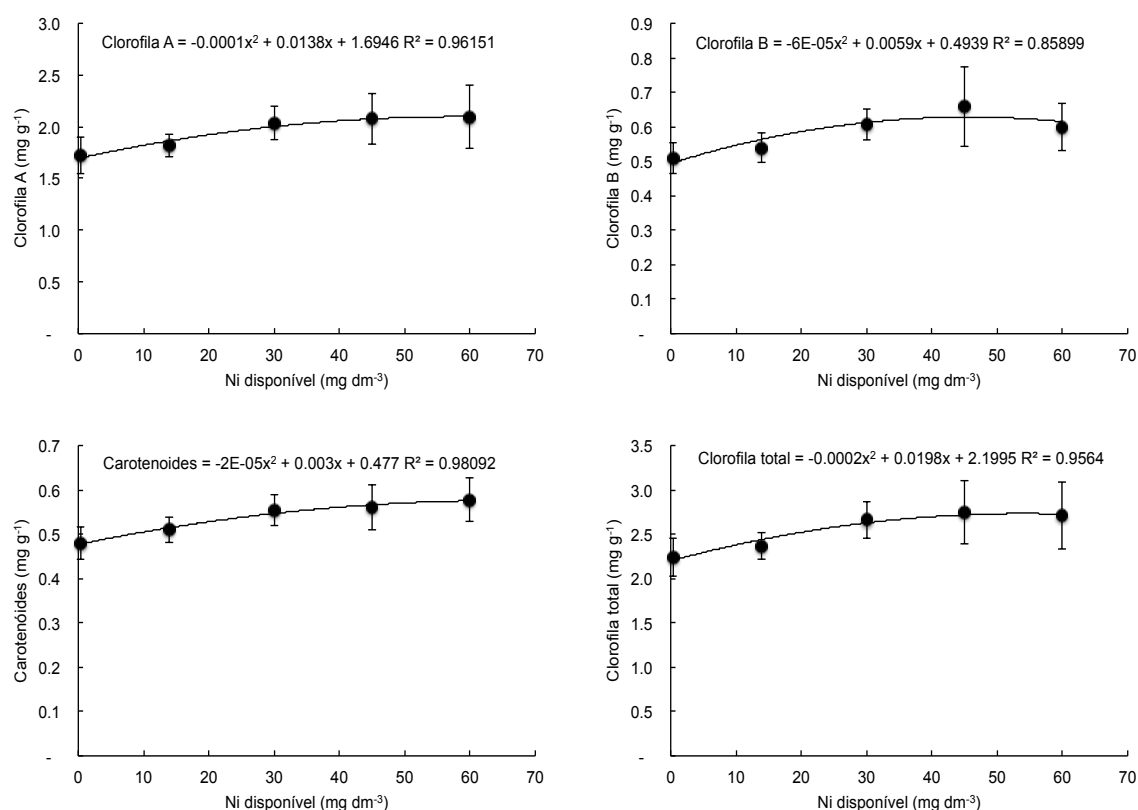 Clorofila A = -0.0001x² + 0.0138x + 1.6946 R² = 0.96151
Clorofila A (mg g⁻¹)
3.0
2.5
2.0
1.5
1.0
0.5
-
0 10 20 30 40 50 60 70
Ni disponível (mg dm⁻³)
Clorofila B = -6E-05x² + 0.0059x + 0.4939 R² = 0.85899
Clorofila B (mg g⁻¹)
0.9
0.8
0.7
0.6
0.5
0.4
0.3
0.2
0.1
-
0 10 20 30 40 50 60 70
Ni disponível (mg dm⁻³)
Carotenoides = -2E-05x² + 0.003x + 0.477 R² = 0.98092
Carotenóides (mg g⁻¹)
0.7
0.6
0.5
0.4
0.3
0.2
0.1
-
0 10 20 30 40 50 60 70
Ni disponível (mg dm⁻³)
Clorofila total = -0.0002x² + 0.0198x + 2.1995 R² = 0.9564
Clorofila total (mg g⁻¹)
3.5
3.0
2.5
2.0
1.5
1.0
0.5
-
0 10 20 30 40 50 60 70
Ni disponível (mg dm⁻³)